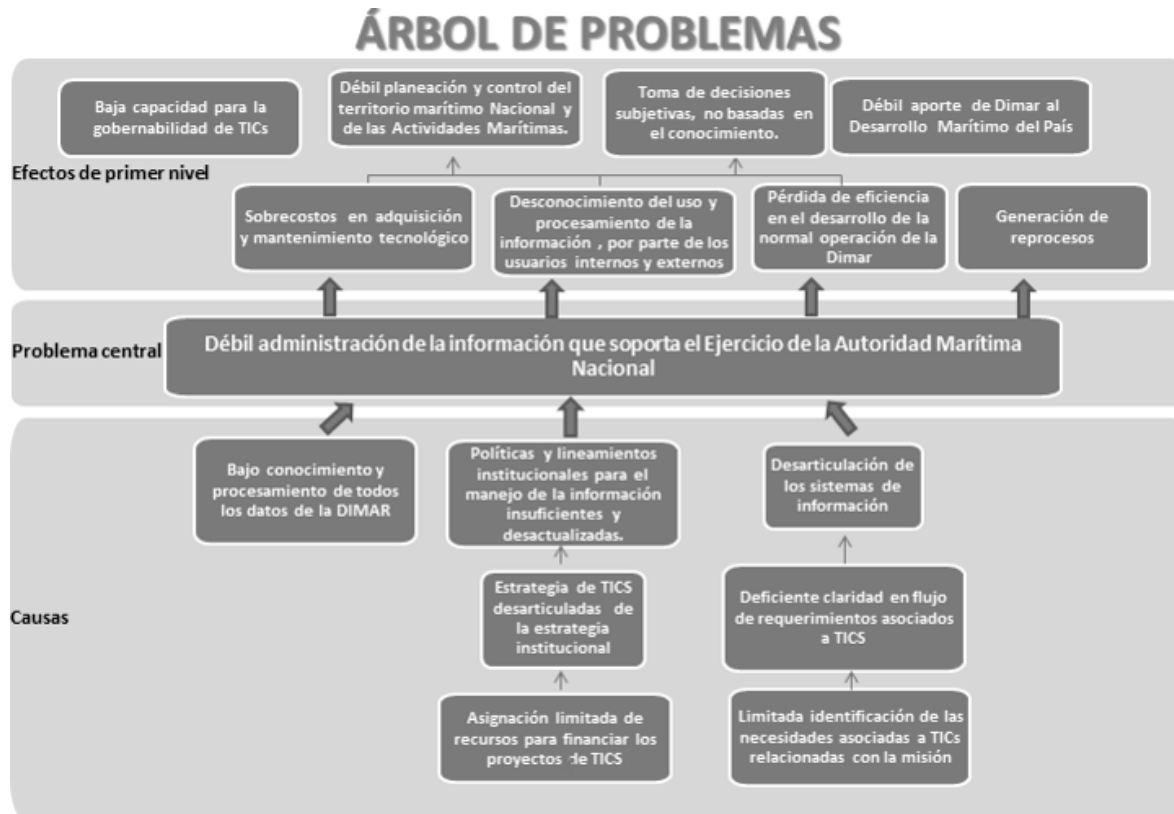 ÁRBOL DE PROBLEMAS
Baja capacidad para la
gobernabilidad de TICs
Débil planeación y control del
territorio marítimo Nacional y
de las Actividades Marítimas.
Toma de decisiones
subjetivas, no basadas en
el conocimiento.
Débil aporte de Dimar al
Desarrollo Marítimo del País
Efectos de primer nivel
Sobrecostos en adquisición
y mantenimiento tecnológico
Desconocimiento del uso y
procesamiento de la
información , por parte de los
usuarios internos y externos
Pérdida de eficiencia
en el desarrollo de la
normal operación de la
Dimar
Generación de
reprocesos
Problema central
Débil administración de la información que soporta el Ejercicio de la Autoridad Marítima
Nacional
Bajo conocimiento y
procesamiento de todos
los datos de la DIMAR
Políticas y lineamientos
institucionales para el
manejo de la información
insuficientes y
desactualizadas.
Desarticulación de
los sistemas de
información
Causas
Estrategia de TICS
desarticuladas de
la estrategia
institucional
Deficiente claridad en flujo
de requerimientos asociados
a TICS
Asignación limitada de
recursos para financiar los
proyectos de TICS
Limitada identificación de las
necesidades asociadas a TICs
relacionadas con la misión